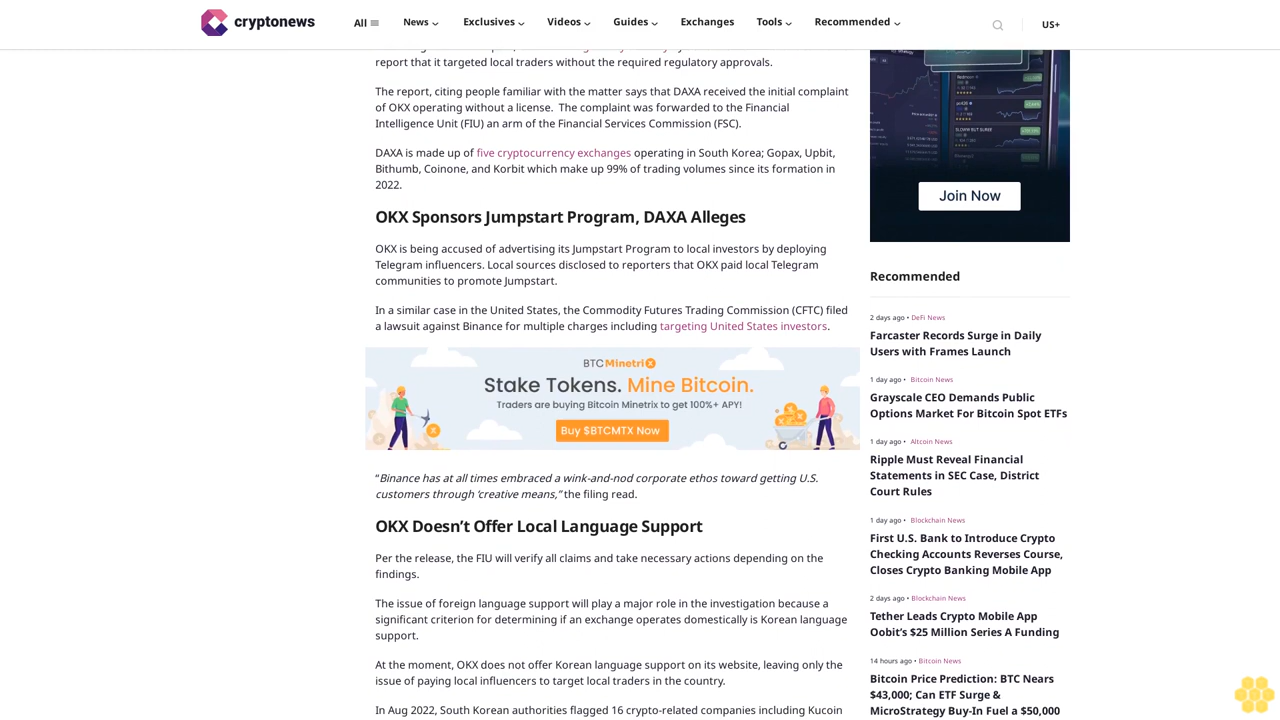 cryptonews
All
News
Exclusives
Videos
Guides
Exchanges
Tools
Recommended
US+
report that it targeted local traders without the required regulatory approvals.
The report, citing people familiar with the matter says that DAXA received the initial complaint
of OKX operating without a license.  The complaint was forwarded to the Financial
Intelligence Unit (FIU) an arm of the Financial Services Commission (FSC).
DAXA is made up of five cryptocurrency exchanges operating in South Korea; Gopax, Upbit,
Bithumb, Coinone, and Korbit which make up 99% of trading volumes since its formation in
2022.
OKX Sponsors Jumpstart Program, DAXA Alleges
OKX is being accused of advertising its Jumpstart Program to local investors by deploying
Telegram influencers. Local sources disclosed to reporters that OKX paid local Telegram
communities to promote Jumpstart.
In a similar case in the United States, the Commodity Futures Trading Commission (CFTC) filed
a lawsuit against Binance for multiple charges including targeting United States investors.
BTC Minetrix
Stake Tokens. Mine Bitcoin.
Traders are buying Bitcoin Minetrix to get 100%+ APY!
Buy $BTCMTX Now
“Binance has at all times embraced a wink-and-nod corporate ethos toward getting U.S.
customers through ‘creative means,” the filing read.
OKX Doesn’t Offer Local Language Support
Per the release, the FIU will verify all claims and take necessary actions depending on the
findings.
The issue of foreign language support will play a major role in the investigation because a
significant criterion for determining if an exchange operates domestically is Korean language
support.
At the moment, OKX does not offer Korean language support on its website, leaving only the
issue of paying local influencers to target local traders in the country.
In Aug 2022, South Korean authorities flagged 16 crypto-related companies including Kucoin
Join Now
Recommended
2 days ago • DeFi News
Farcaster Records Surge in Daily
Users with Frames Launch
1 day ago • Bitcoin News
Grayscale CEO Demands Public
Options Market For Bitcoin Spot ETFs
1 day ago • Altcoin News
Ripple Must Reveal Financial
Statements in SEC Case, District
Court Rules
1 day ago • Blockchain News
First U.S. Bank to Introduce Crypto
Checking Accounts Reverses Course,
Closes Crypto Banking Mobile App
2 days ago • Blockchain News
Tether Leads Crypto Mobile App
Oobit’s $25 Million Series A Funding
14 hours ago • Bitcoin News
Bitcoin Price Prediction: BTC Nears
$43,000; Can ETF Surge &
MicroStrategy Buy-In Fuel a $50,000